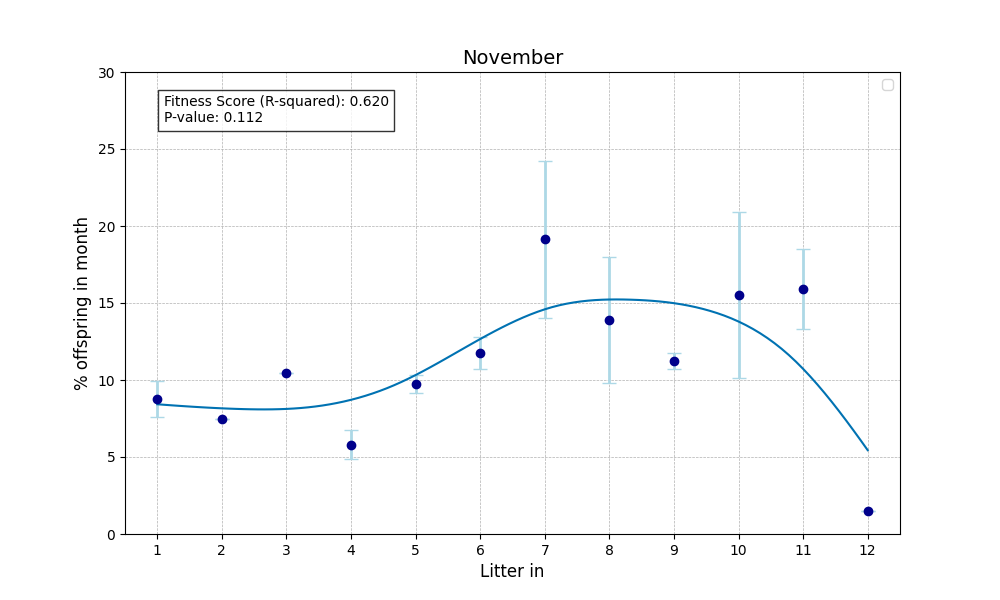 November
Fitness Score (R-squared): 0.620
P-value: 0.112
% offspring in month
30
25
20
15
10
5
0
1 2 3 4 5 6 7 8 9 10 11 12
Litter in